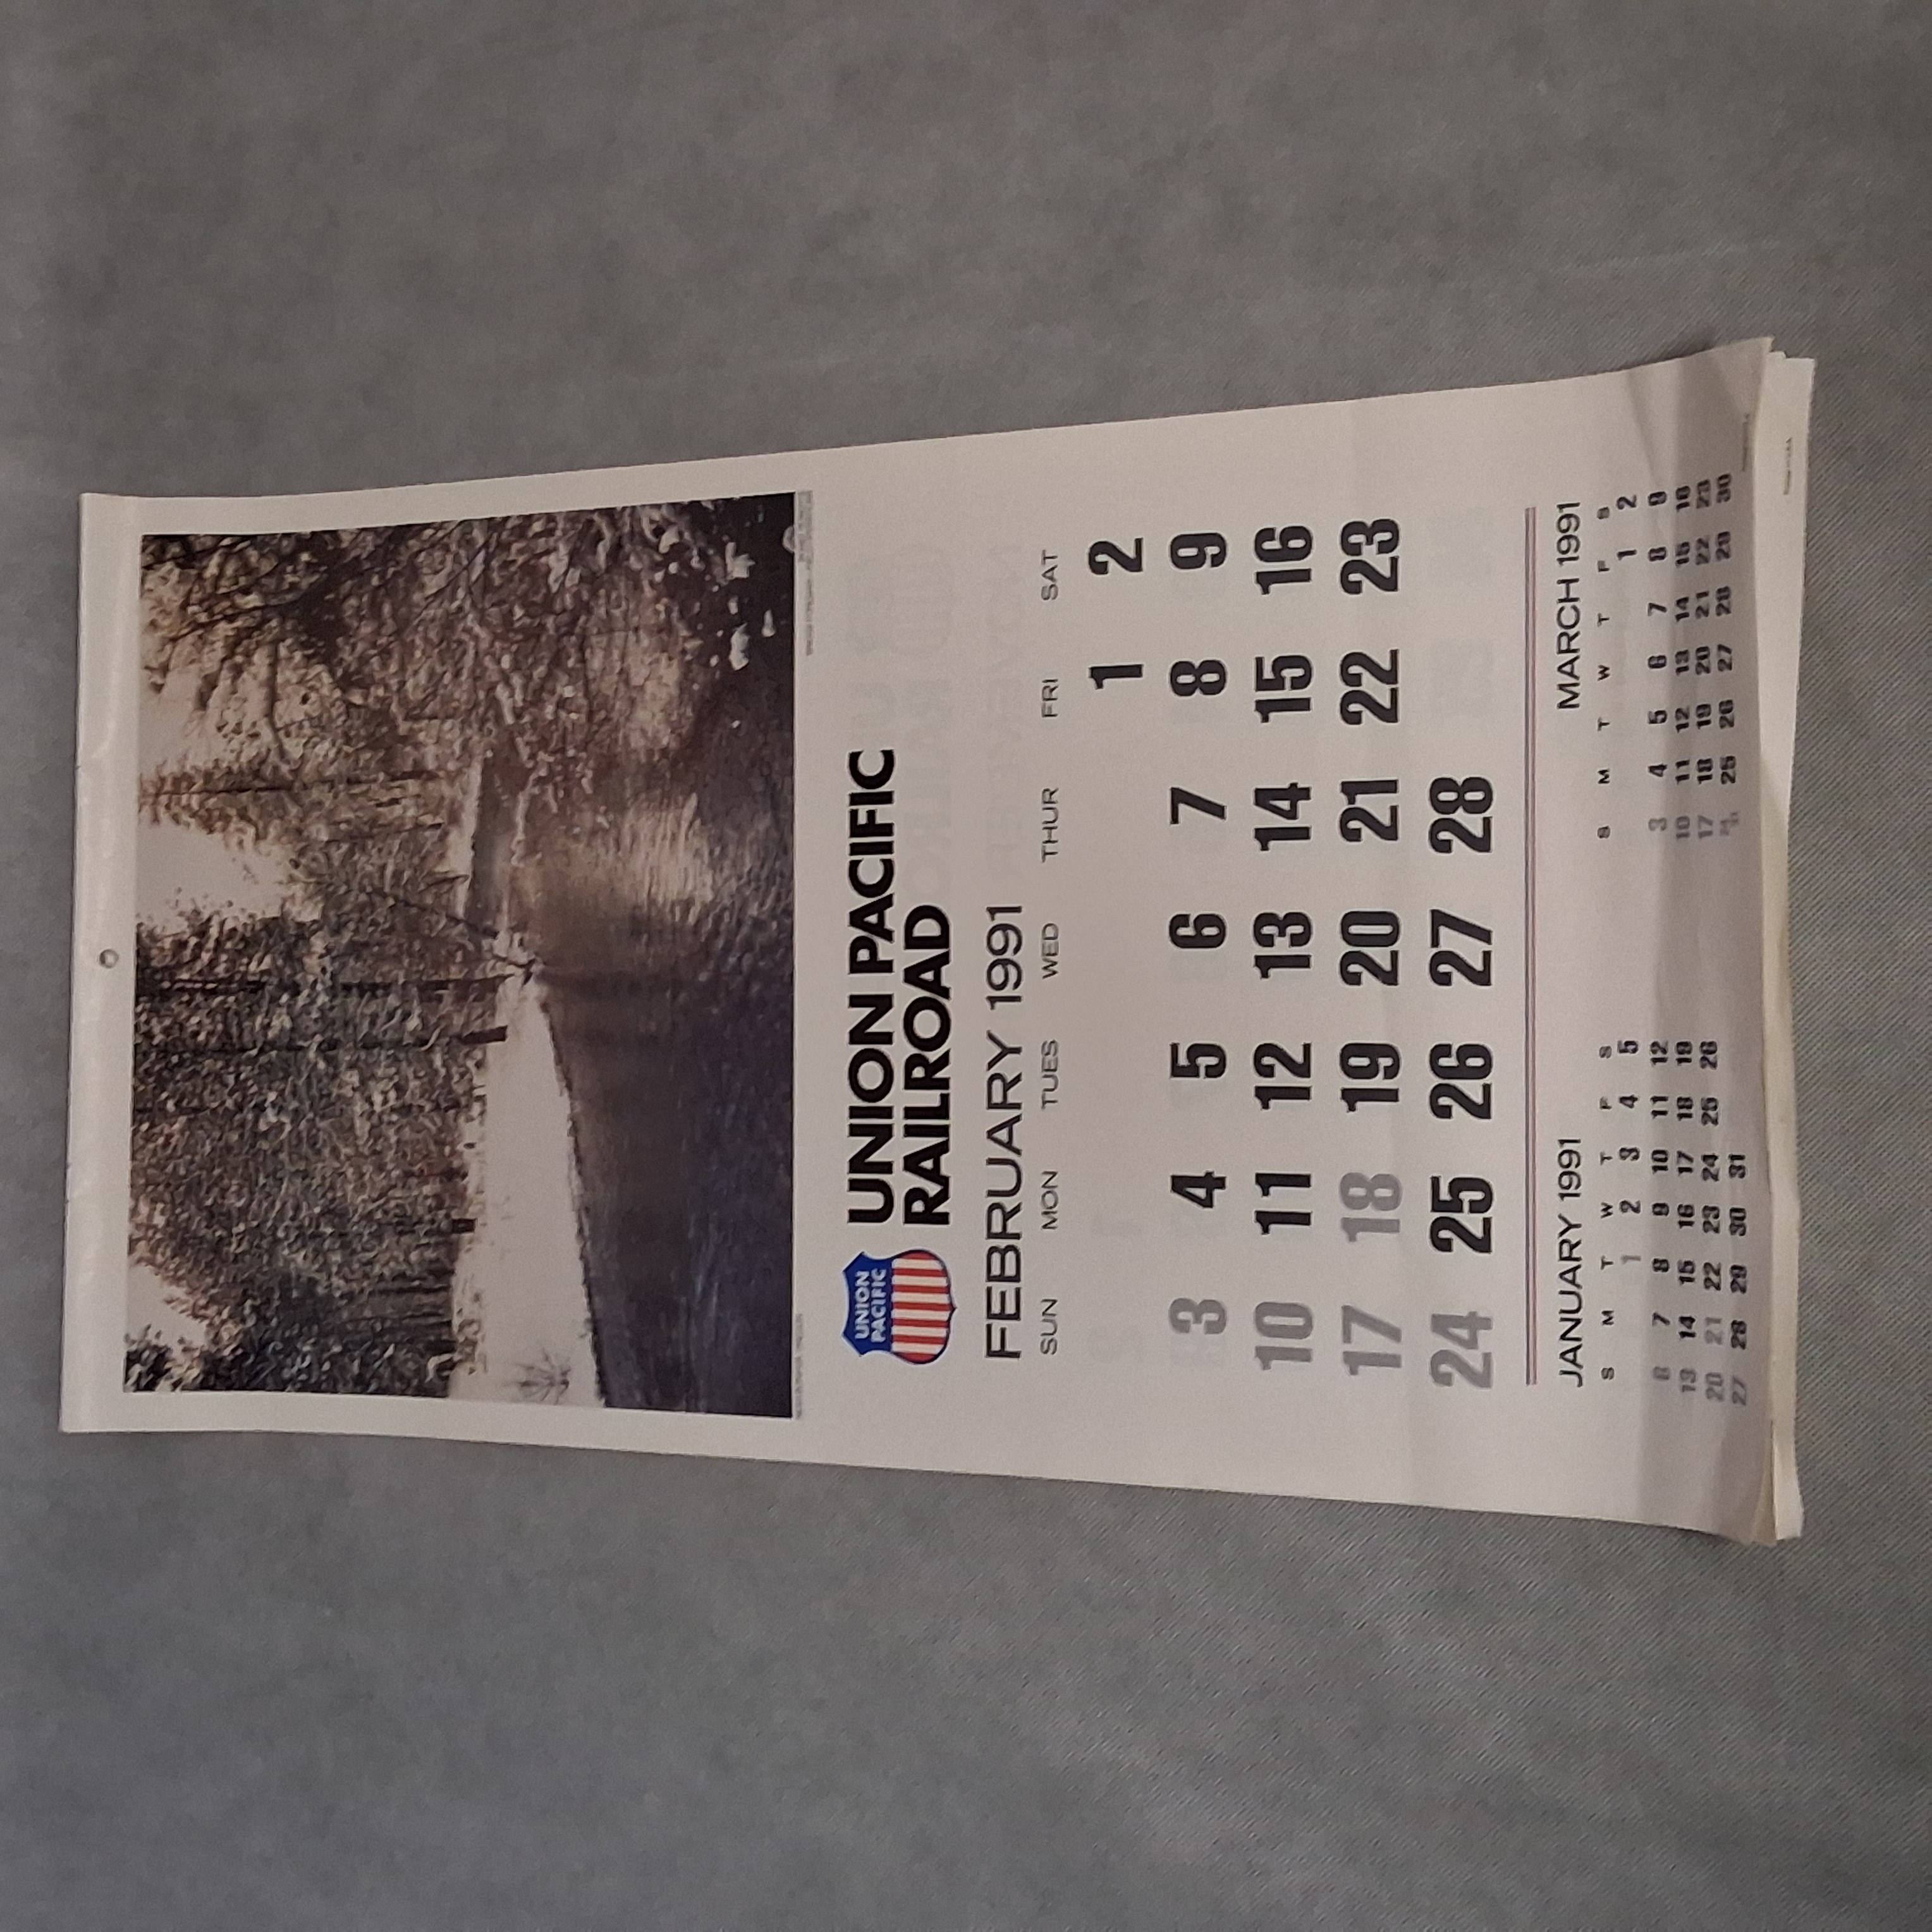 UNION
PACIFIC
UNION PACIFIC
RAILROAD
FEBRUARY 1991
SUN MON TUES WED THUR FRI SAT
1 2
3 4 5 6 7 8 9
10 11 12 13 14 15 16
17 18 19 20 21 22 23
24 25 26 27 28
JANUARY 1991
S M T W T F S
1 2 3 4 5
6 7 8 9 10 11 12
13 14 15 16 17 18 19
20 21 22 23 24 25 26
27 28 29 30 31
MARCH 1991
S M T W T F S
1 2
3 4 5 6 7 8 9
10 11 12 13 14 15 16
17 18 19 20 21 22 23
25 26 27 28 29 30